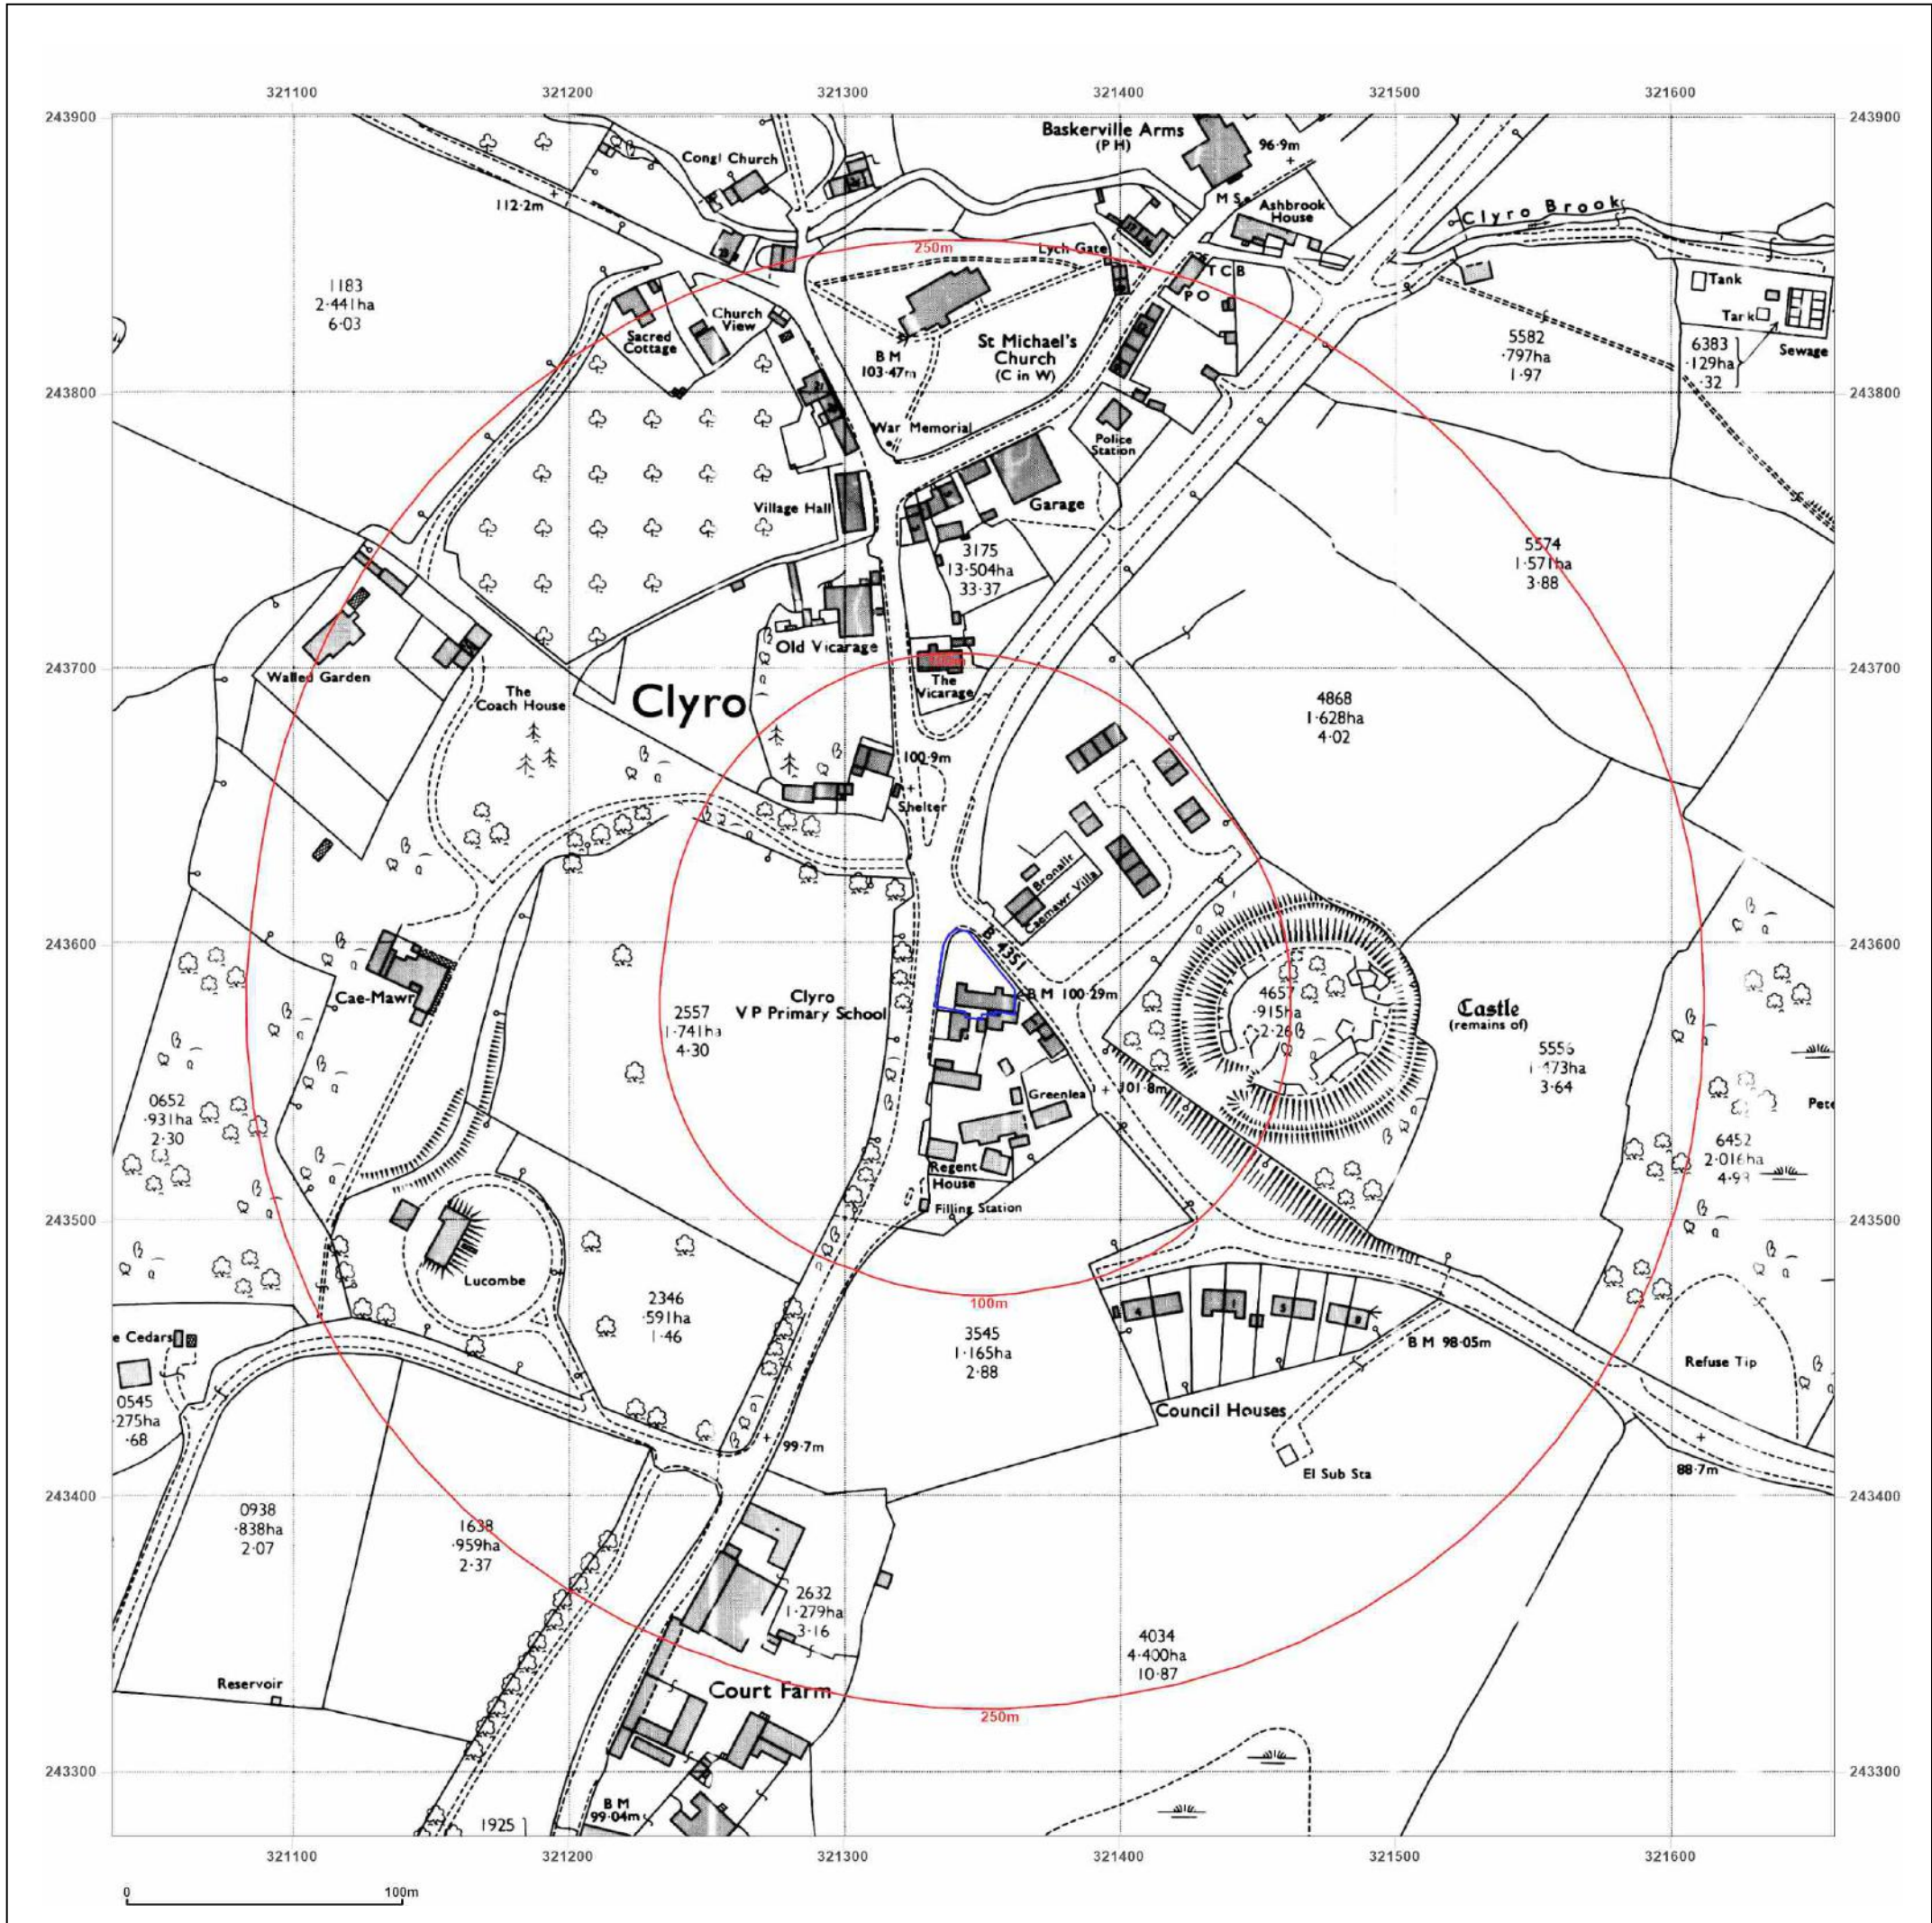 321100
321200
321300
321400
321500
321600
243900
243900
Baskerville Arms
(P H)
96·9m
Congl Church
112·2m
M S
Ashbrook
House
Clyro Brook
Lych Gate
250m
T C B
P O
Tank
1183
2·441ha
6·03
Church
View
Sacred
Cottage
B M
103·47m
St Michael's
Church
(C in W)
5582
·797ha
1·97
6383
·129ha
·32
Sewage
243800
243800
21
War Memorial
Police
Station
Village Hall
Garage
3175
13·504ha
33·37
5574
1·571ha
3·88
Old Vicarage
243700
243700
Walled Garden
The
Coach House
Clyro
The
Vicarage
4868
1·628ha
4·02
100·9m
Shelter
Bronallt
Caemawr Villa
243600
243600
B 4351
Cae-Mawr
2557
1·741ha
4·30
Clyro
V P Primary School
B M 100·29m
4657
·915ha
2·26
Castle
(remains of)
5556
1·473ha
3·64
0652
·931ha
2·30
Greenlea
101·8m
Pete
6452
2·016ha
4·98
Regent
House
Filling Station
243500
243500
Lucombe
2346
·591ha
1·46
100m
3545
1·165ha
2·88
4
1
5
8
B M 98·05m
Refuse Tip
e Cedars
0545
·275ha
·68
Council Houses
99·7m
El Sub Sta
88·7m
243400
243400
0938
·838ha
2·07
1638
·959ha
2·37
2632
1·279ha
3·16
4034
4·400ha
10·87
Reservoir
Court Farm
250m
243300
243300
B M
99·04m
1925
321100
321200
321300
321400
321500
321600
0
100m